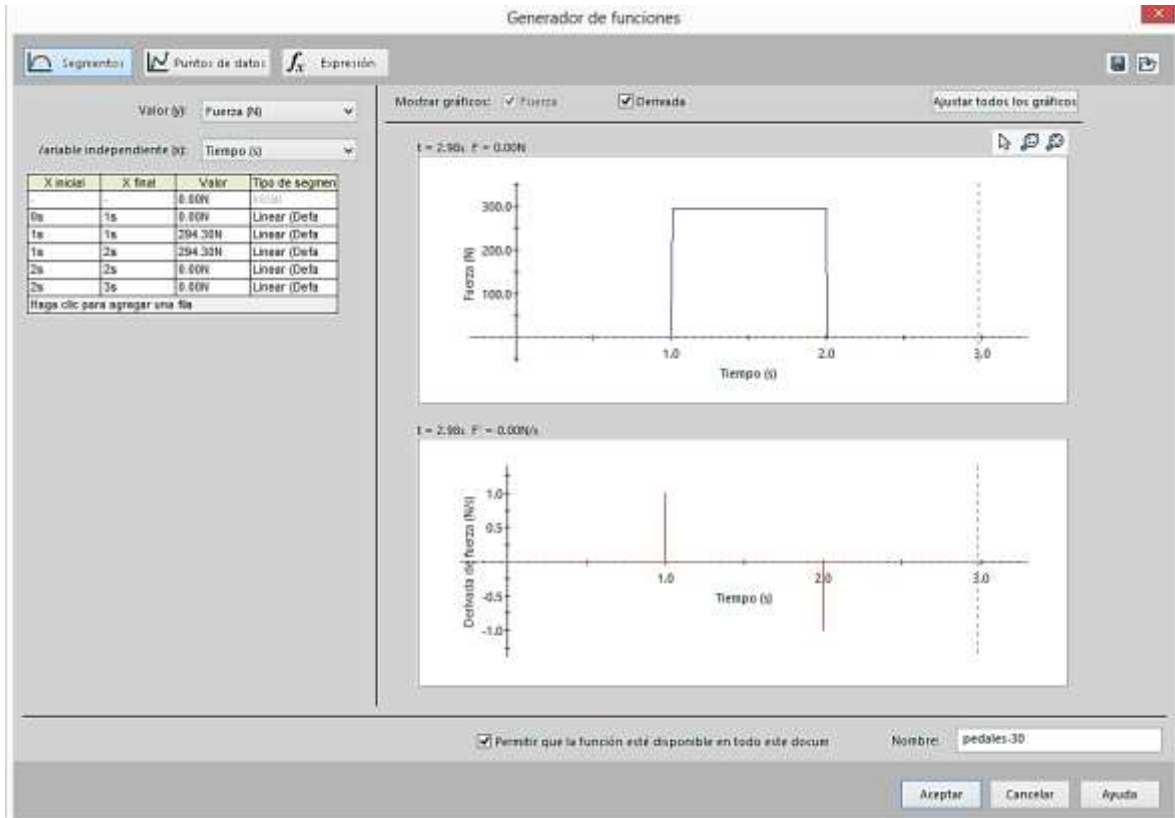 Generador de funciones
Segmentos Puntos de datos fx Expresión
Valor (y): Fuerza (N)
Variable independiente (x): Tiempo (s)
X inicial X final Valor Tipo de segmen
- - 0.00N Inicial
0s 1s 0.00N Linear (Defa
1s 1s 294.30N Linear (Defa
1s 2s 294.30N Linear (Defa
2s 2s 0.00N Linear (Defa
2s 3s 0.00N Linear (Defa
Haga clic para agregar una fila
Mostrar gráficos: Fuerza Derivada Ajustar todos los gráficos
t = 2.98s F = 0.00N
300.0
200.0
100.0
Fuerza (N)
1.0 2.0 3.0
Tiempo (s)
t = 2.98s F' = 0.00N/s
1.0
0.5
-0.5
-1.0
Derivada de fuerza (N/s)
1.0 2.0 3.0
Tiempo (s)
Permitir que la función esté disponible en todo este docum
Nombre: pedales-30
Aceptar Cancelar Ayuda